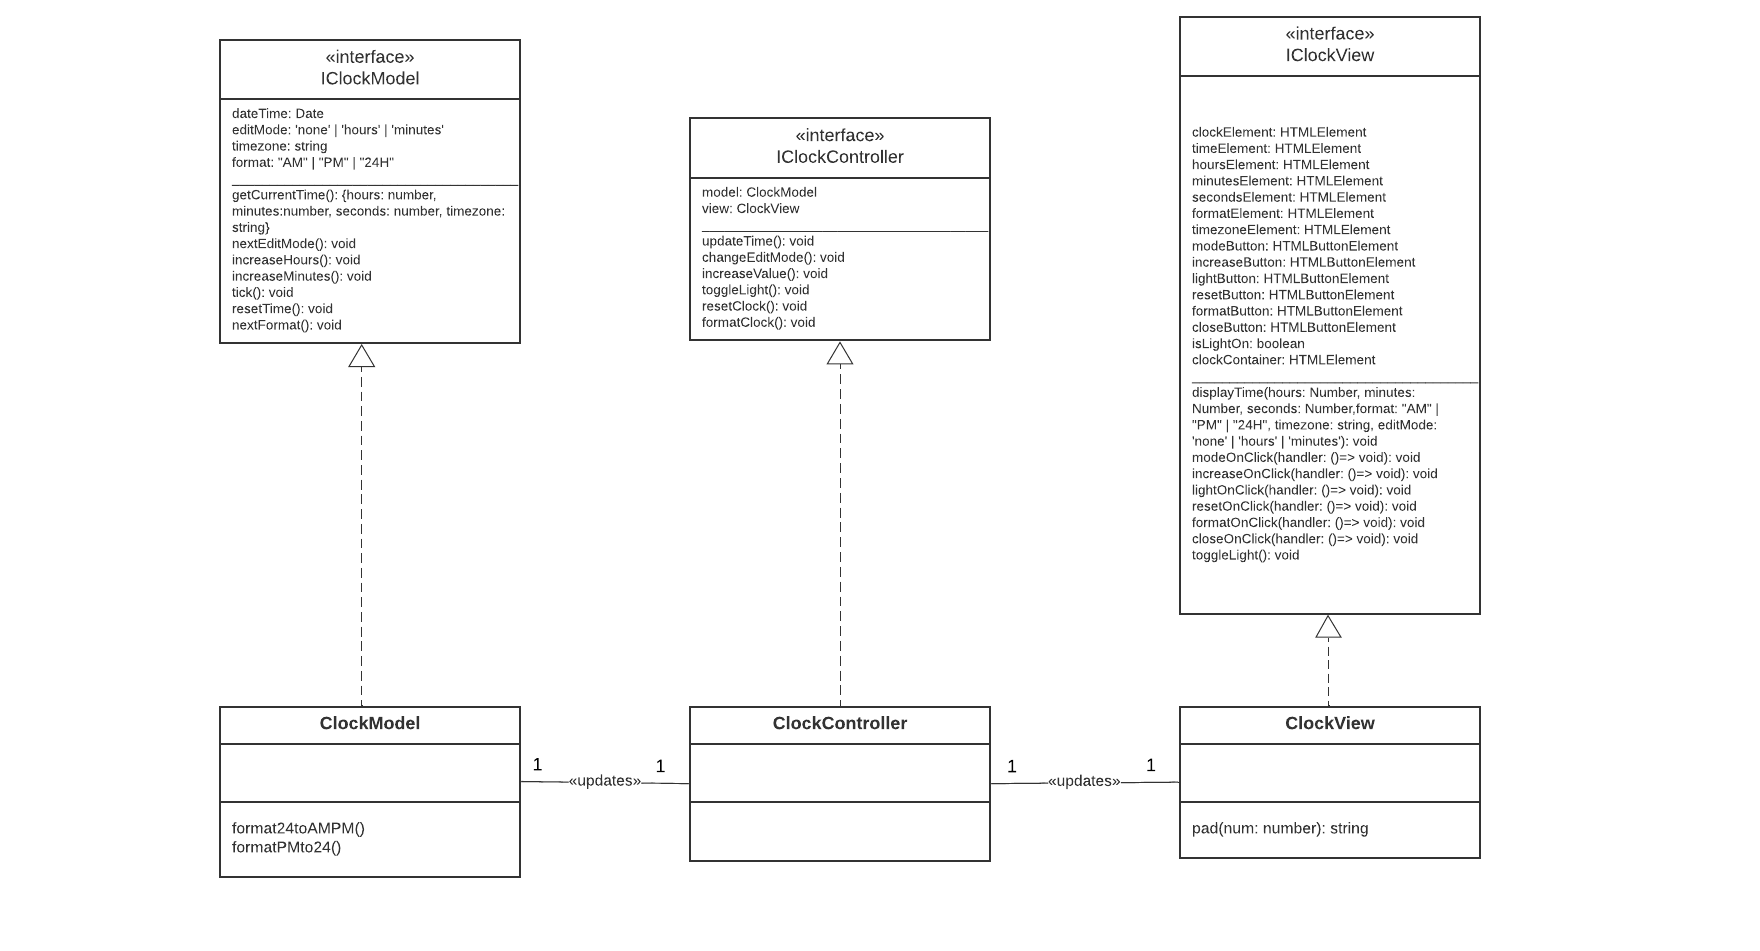 «interface»
IClockModel
dateTime: Date
editMode: 'none' | 'hours' | 'minutes'
timezone: string
format: "AM" | "PM" | "24H"
getCurrentTime(): {hours: number,
minutes:number, seconds: number, timezone:
string}
nextEditMode(): void
increaseHours(): void
increaseMinutes(): void
tick(): void
resetTime(): void
nextFormat(): void
«interface»
IClockController
model: ClockModel
view: ClockView
updateTime(): void
changeEditMode(): void
increaseValue(): void
toggleLight(): void
resetClock(): void
formatClock(): void
«interface»
IClockView
clockElement: HTMLElement
timeElement: HTMLElement
hoursElement: HTMLElement
minutesElement: HTMLElement
secondsElement: HTMLElement
formatElement: HTMLElement
timezoneElement: HTMLElement
modeButton: HTMLButtonElement
increaseButton: HTMLButtonElement
lightButton: HTMLButtonElement
resetButton: HTMLButtonElement
formatButton: HTMLButtonElement
closeButton: HTMLButtonElement
isLightOn: boolean
clockContainer: HTMLElement
displayTime(hours: Number, minutes:
Number, seconds: Number,format: "AM" |
"PM" | "24H", timezone: string, editMode:
'none' | 'hours' | 'minutes'): void
modeOnClick(handler: ()=> void): void
increaseOnClick(handler: ()=> void): void
lightOnClick(handler: ()=> void): void
resetOnClick(handler: ()=> void): void
formatOnClick(handler: ()=> void): void
closeOnClick(handler: ()=> void): void
toggleLight(): void
ClockModel
format24toAMPM()
formatPMto24()
1
«updates»
1
ClockController
1
«updates»
1
ClockView
pad(num: number): string